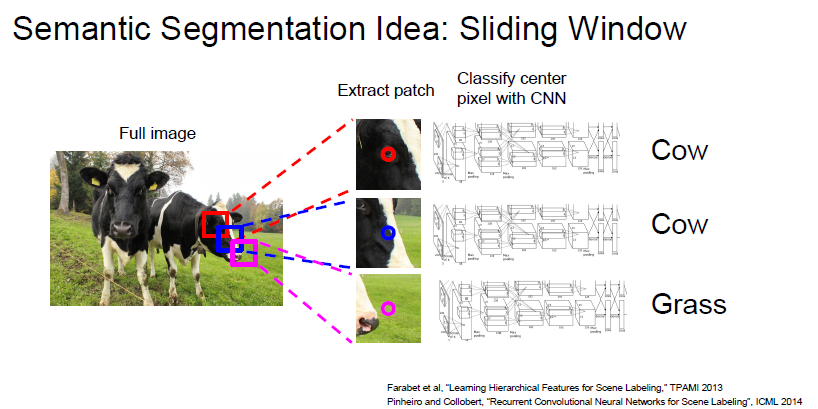 Semantic Segmentation Idea: Sliding Window
Full image
Extract patch
Classify center
pixel with CNN
Cow
Cow
Grass
Farabet et al, “Learning Hierarchical Features for Scene Labeling,” TPAMI 2013
Pinheiro and Collobert, “Recurrent Convolutional Neural Networks for Scene Labeling”, ICML 2014